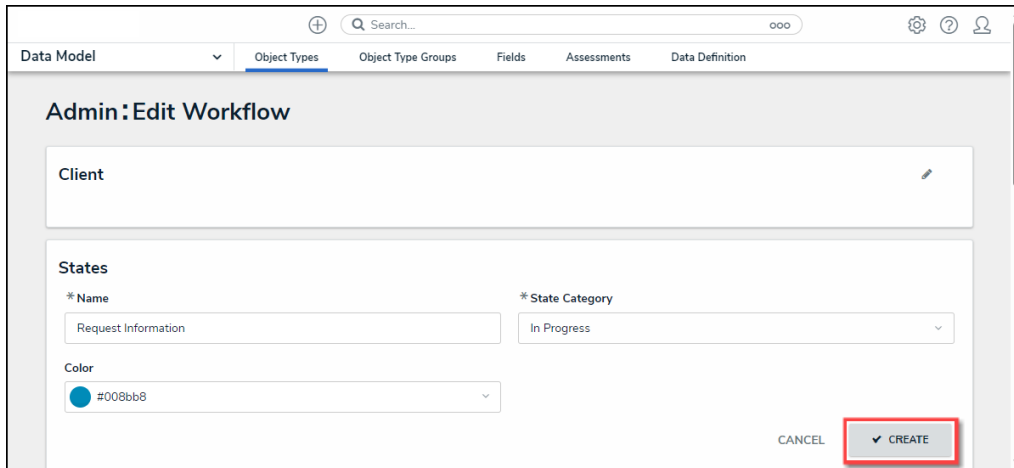 Search...
Data Model Object Types Object Type Groups Fields Assessments Data Definition
Admin:Edit Workflow
Client
States
*Name *State Category
Request Information In Progress
Color
#008bb8
CANCEL ✔ CREATE